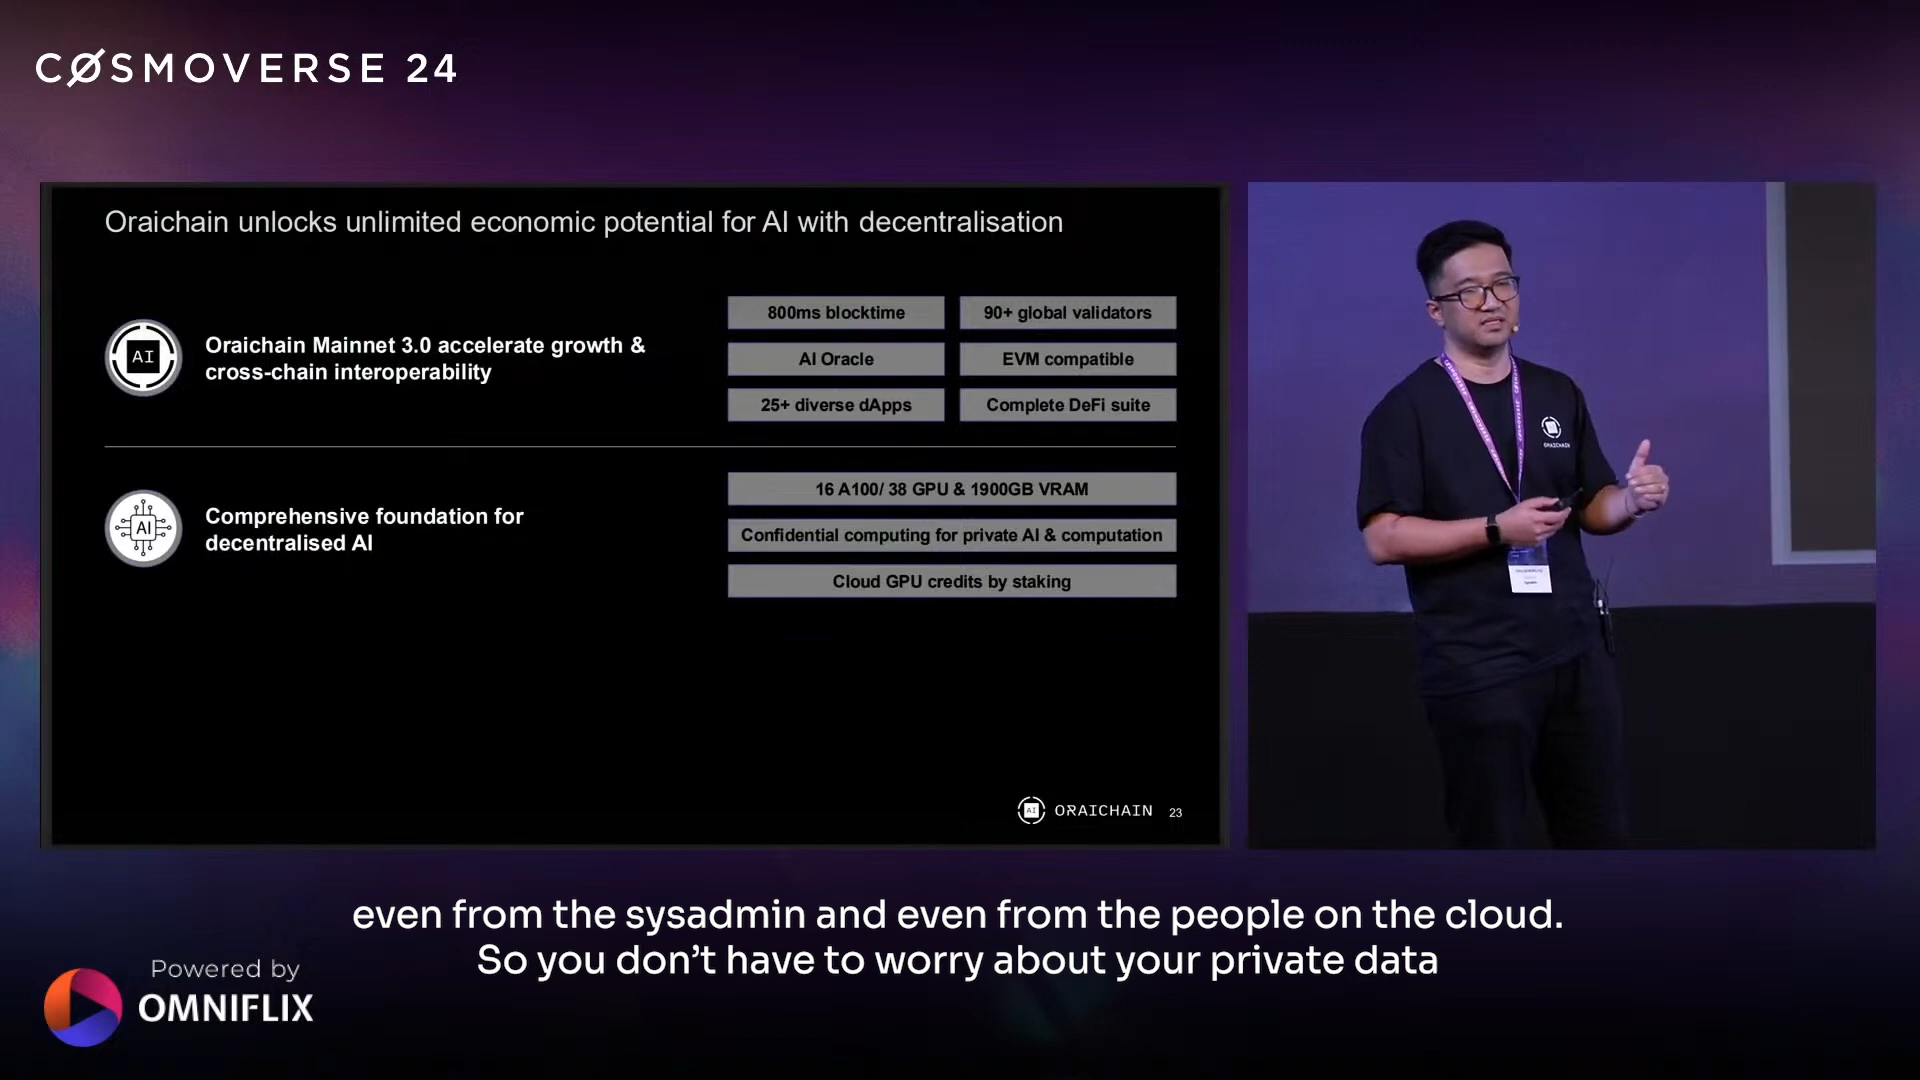 CØSMOVERSE 24
Oraichain unlocks unlimited economic potential for AI with decentralisation
AI
Oraichain Mainnet 3.0 accelerate growth &
cross-chain interoperability
800ms blocktime
90+ global validators
AI Oracle
EVM compatible
25+ diverse dApps
Complete DeFi suite
AI
Comprehensive foundation for
decentralised AI
16 A100/ 38 GPU & 1900GB VRAM
Confidential computing for private AI & computation
Cloud GPU credits by staking
AI
ORAICHAIN 23
ORAICHAIN
even from the sysadmin and even from the people on the cloud.
So you don't have to worry about your private data
Powered by
OMNIFLIX